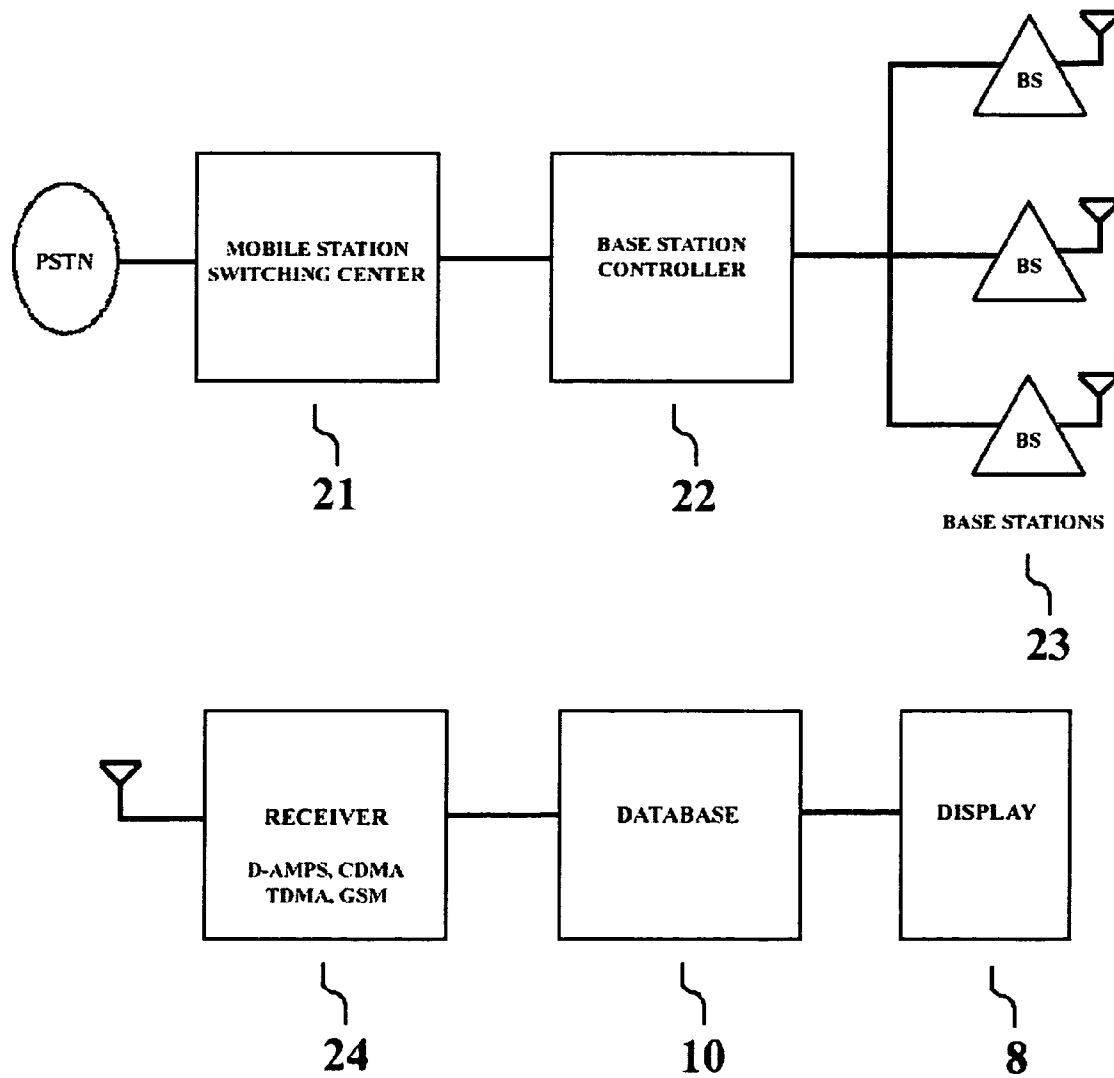 BS
PSTN
MOBILE STATION
SWITCHING CENTER
BASE STATION
CONTROLLER
BS
BS
21
22
BASE STATIONS
23
RECEIVER
D-AMPS, CDMA
TDMA, GSM
DATABASE
DISPLAY
24
10
8